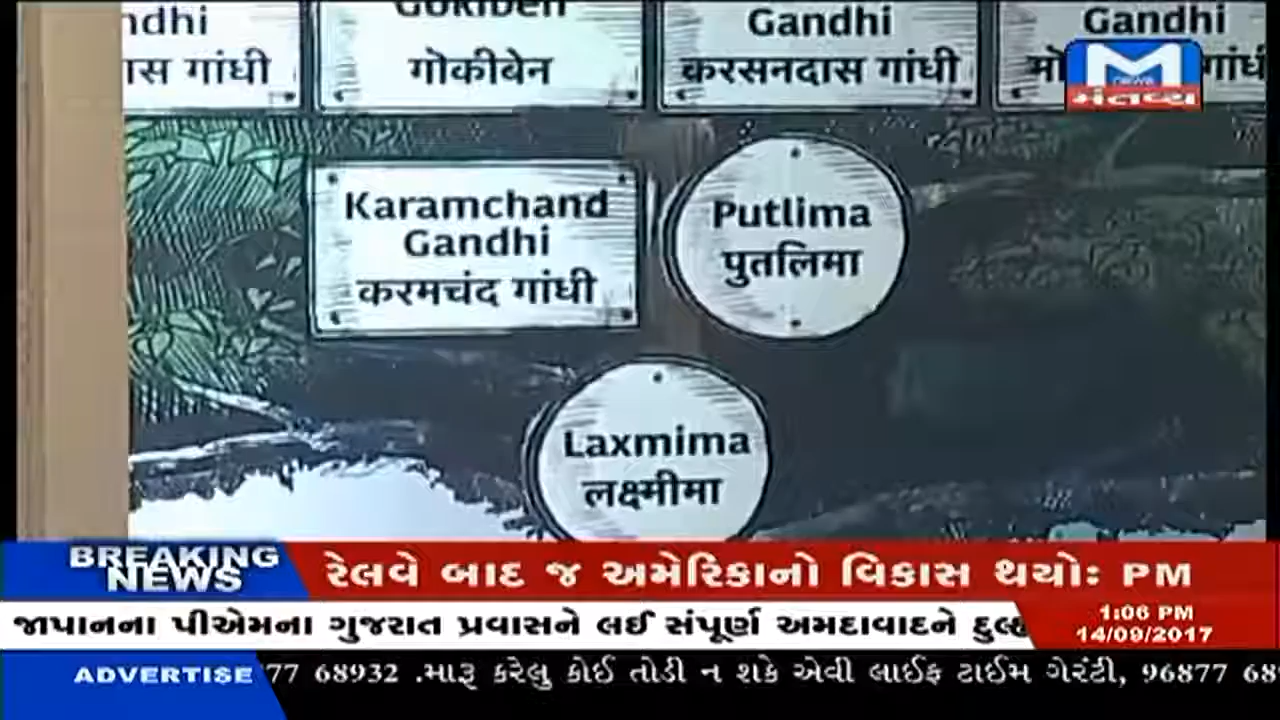 ndhi
ास गांधी
Gokiben
गोकीबेन
Gandhi
करसनदास गांधी
Gandhi
मो
गांधी
M
news
મંતવ્ય
Karamchand
Gandhi
करमचंद गांधी
Putlima
पुतलिमा
Laxmima
लक्ष्मीमा
BREAKING
NEWS
રેલવે બાદ જ અમેરિકાનો વિકાસ થયોઃ PM
જાપાનના પીએમના ગુજરાત પ્રવાસને લઈ સંપૂર્ણ અમદાવાદને
1:06 PM
14/09/2017
ADVERTISE
77 68932 .મારૂ કરેલુ કોઈ તોડી ન શકે એવી લાઈફ ટાઈમ ગેરંટી, 96877 68